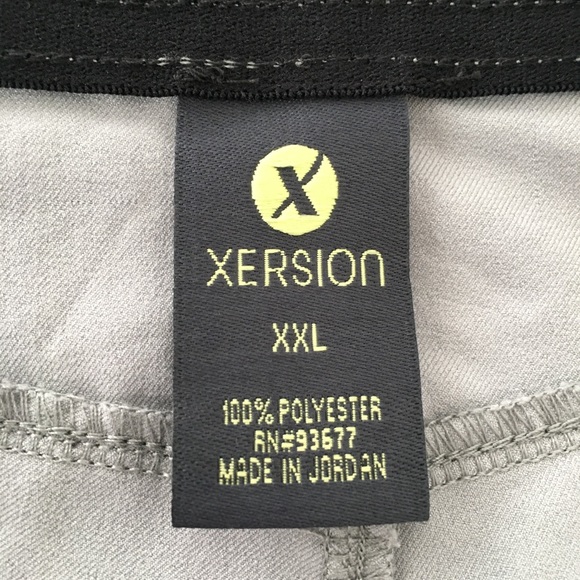 X
XERSION
XXL
100% POLYESTER
RN#93677
MADE IN JORDAN